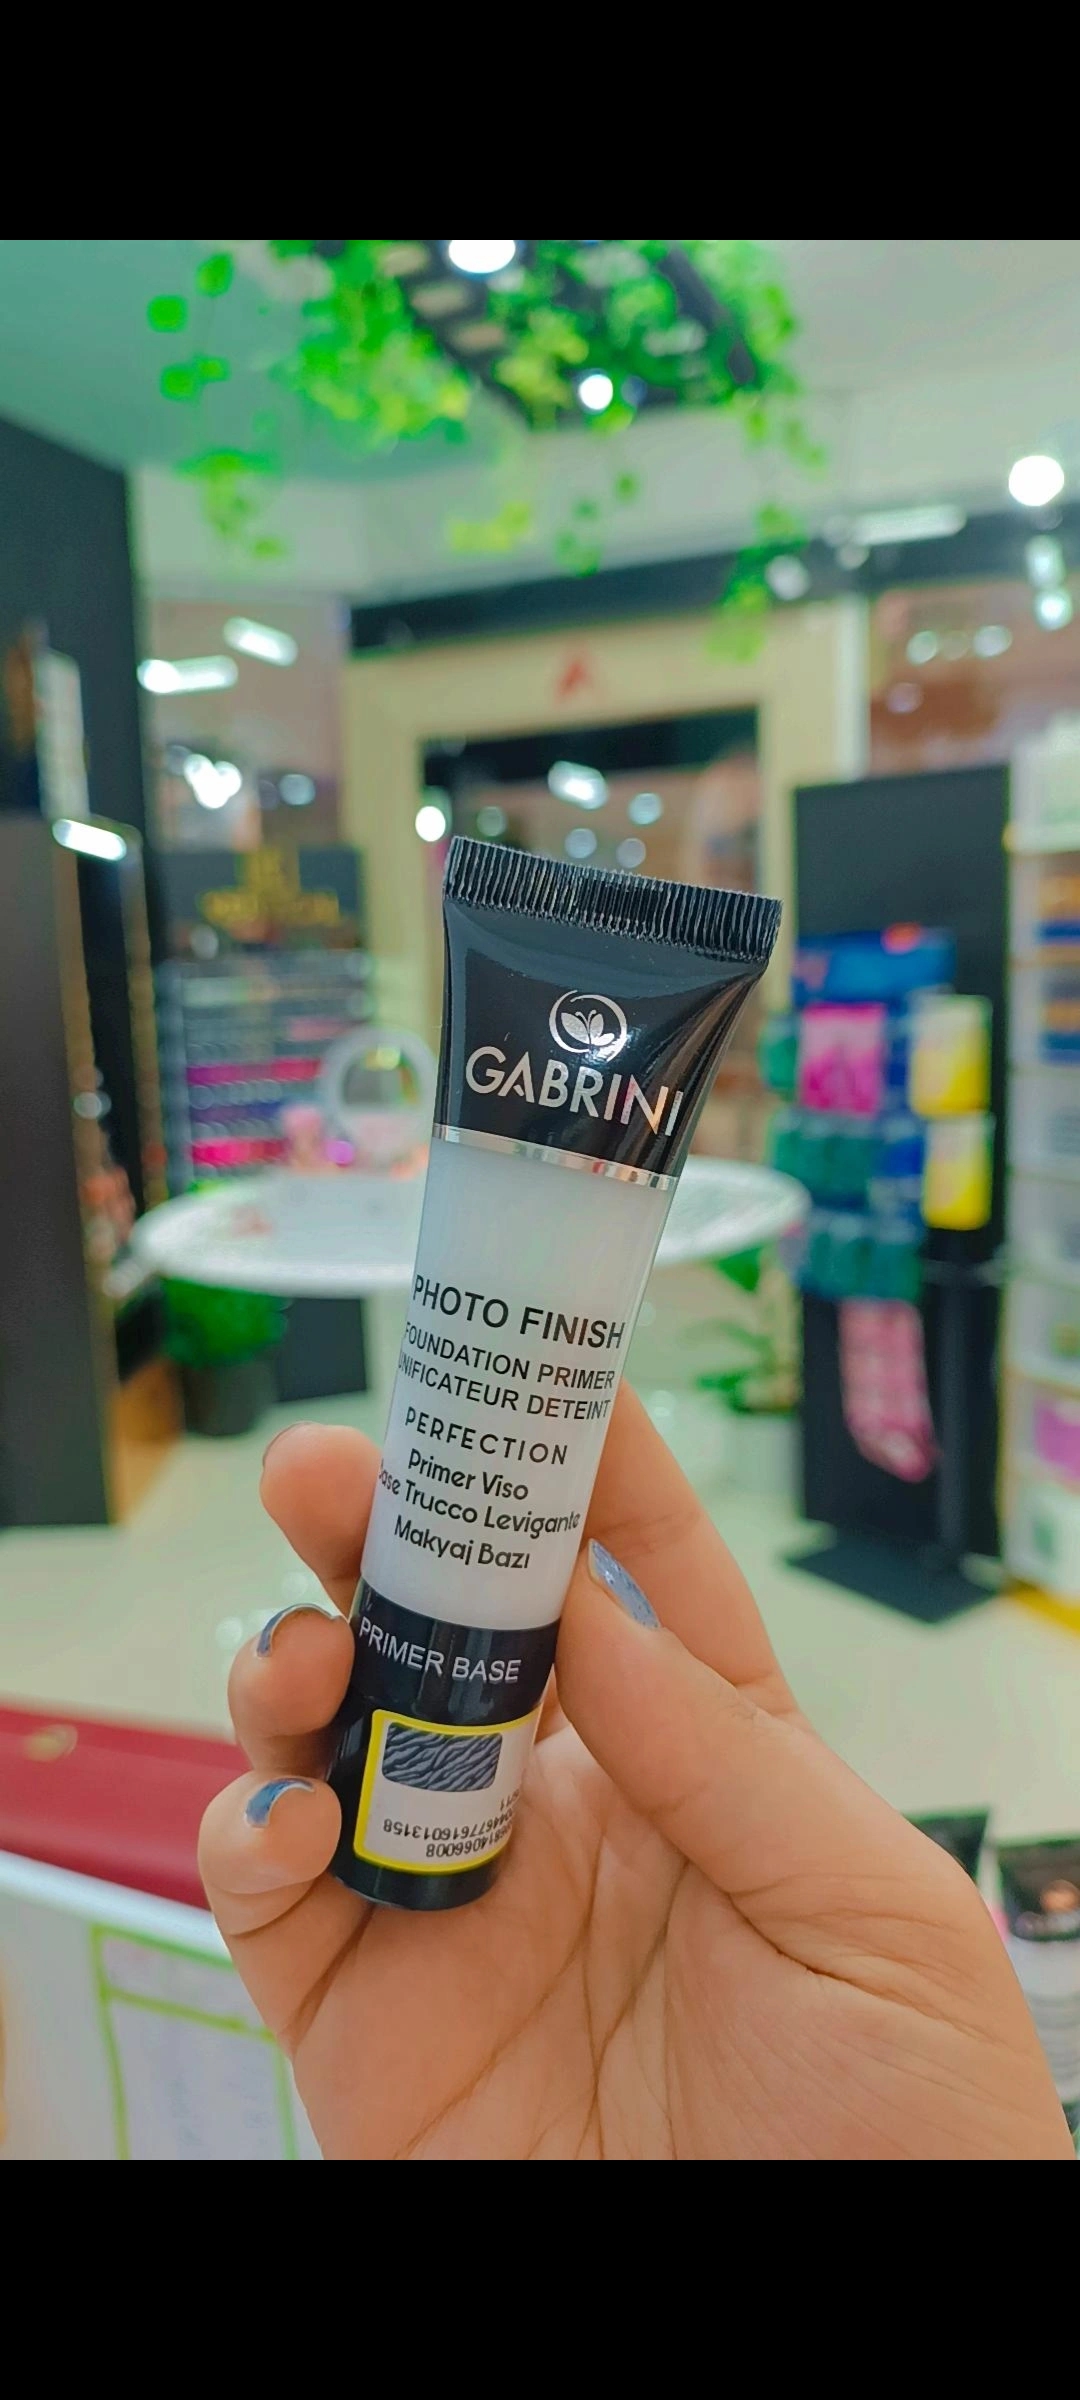 GABRINI
PHOTO FINISH
FOUNDATION PRIMER
UNIFICATEUR DETEINT
PERFECTION
Primer Viso
Base Trucco Levigante
Makyaj Bazı
PRIMER BASE